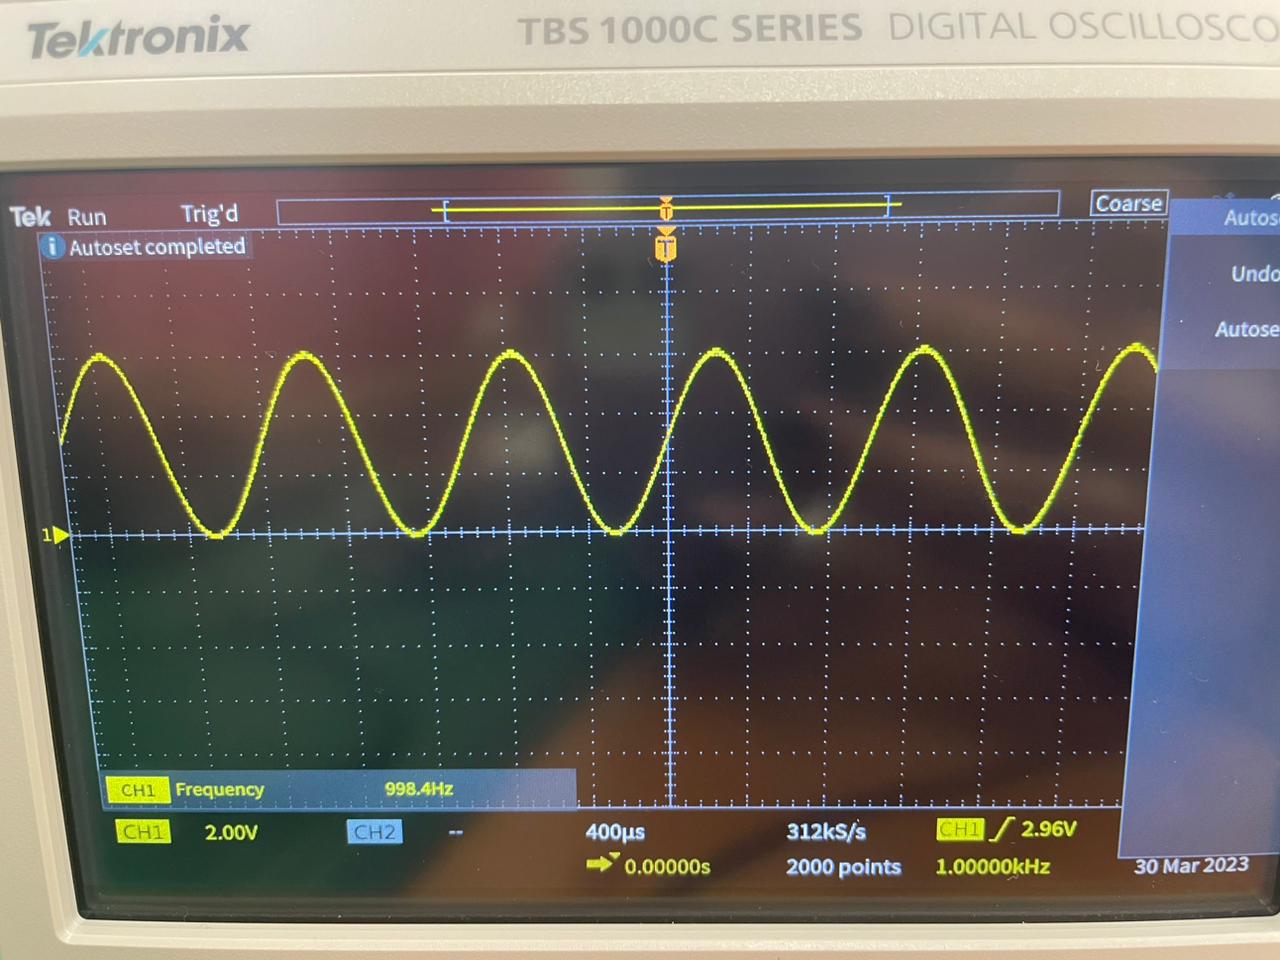 Tektronix TBS 1000C SERIES DIGITAL OSCILLOSCO
Tek Run Trig'd T Coarse
i Autoset completed T
Autos
Undo
Autose
1
CH1 Frequency 998.4Hz
CH1 2.00V CH2 -- 400µs 312kS/s CH1 2.96V
0.00000s 2000 points 1.00000kHz 30 Mar 2023